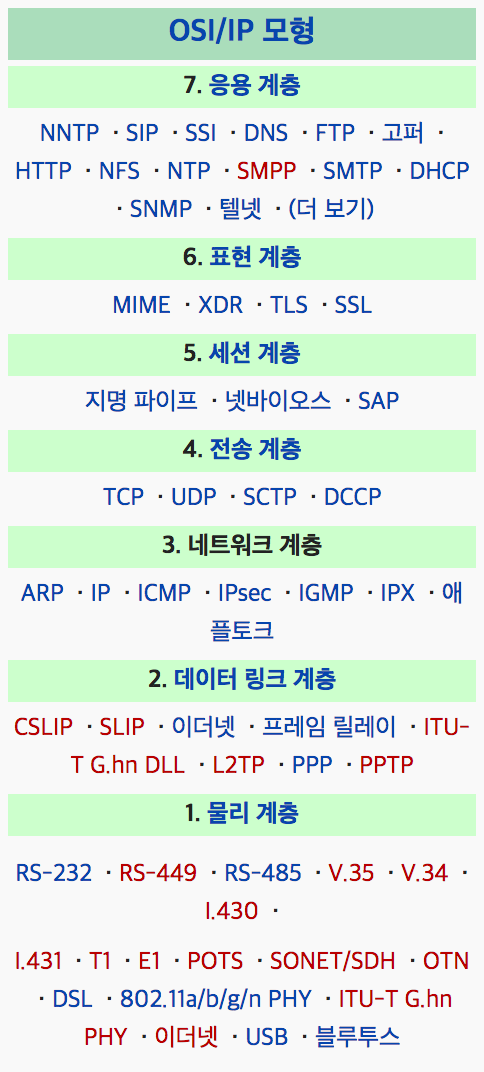 OSI/IP 모형
7. 응용 계층
NNTP · SIP · SSI · DNS · FTP · 고퍼 ·
HTTP · NFS · NTP · SMPP · SMTP · DHCP
· SNMP · 텔넷 · (더 보기)
6. 표현 계층
MIME · XDR · TLS · SSL
5. 세션 계층
지명 파이프 · 넷바이오스 · SAP
4. 전송 계층
TCP · UDP · SCTP · DCCP
3. 네트워크 계층
ARP · IP · ICMP · IPsec · IGMP · IPX · 애
플토크
2. 데이터 링크 계층
CSLIP · SLIP · 이더넷 · 프레임 릴레이 · ITU-
T G.hn DLL · L2TP · PPP · PPTP
1. 물리 계층
RS-232 · RS-449 · RS-485 · V.35 · V.34 ·
I.430 ·
I.431 · T1 · E1 · POTS · SONET/SDH · OTN
· DSL · 802.11a/b/g/n PHY · ITU-T G.hn
PHY · 이더넷 · USB · 블루투스